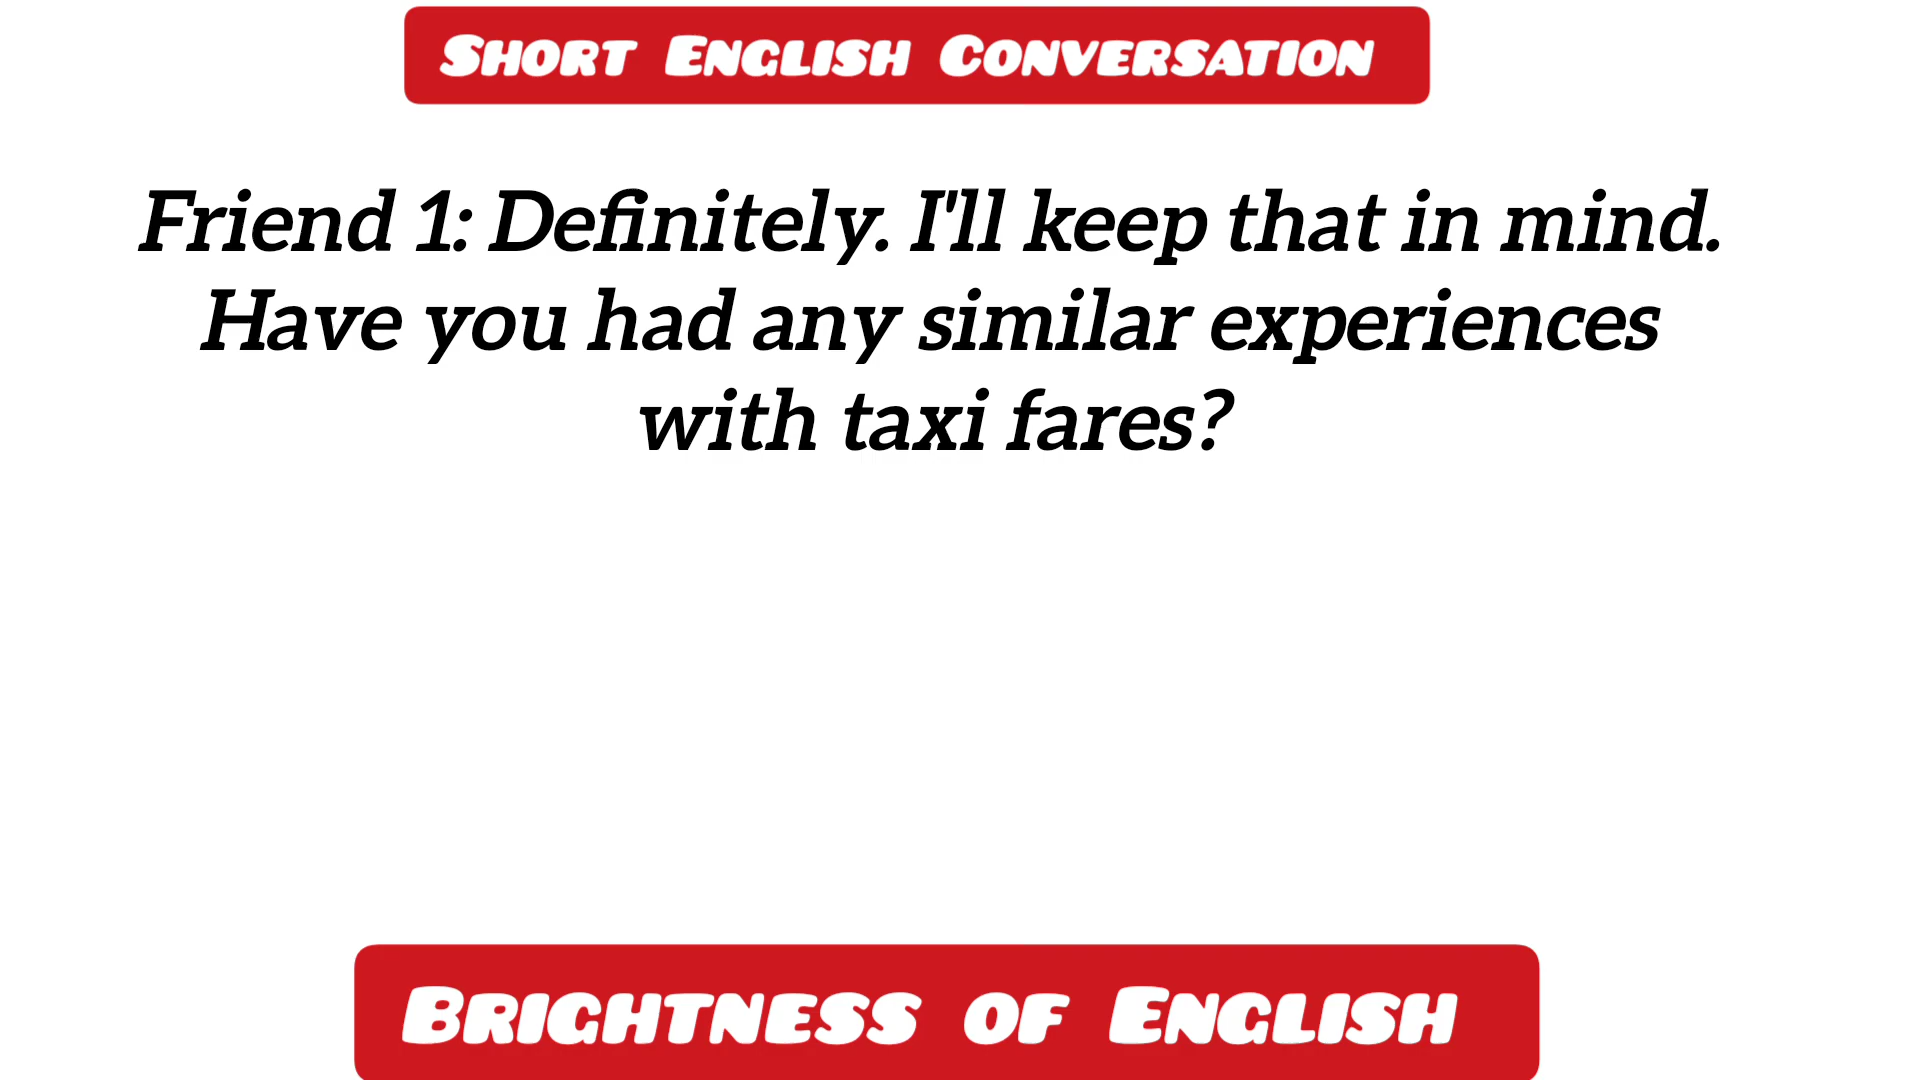 Short English Conversation
Friend 1: Definitely. I'll keep that in mind.
Have you had any similar experiences
with taxi fares?
Brightness of English